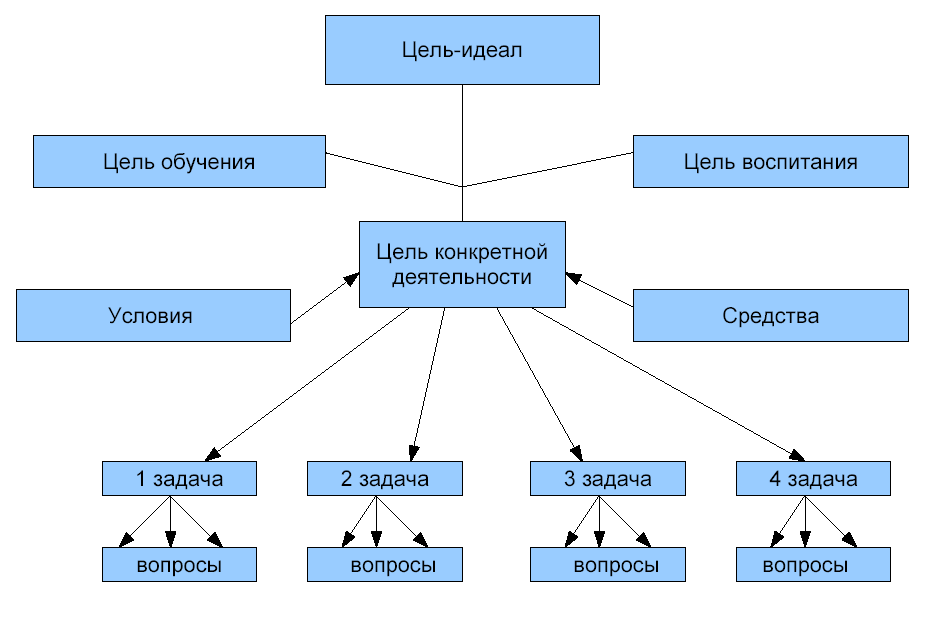 Цель-идеал
Цель обучения
Цель воспитания
Цель конкретной
деятельности
Условия
Средства
1 задача
2 задача
3 задача
4 задача
вопросы
вопросы
вопросы
вопросы